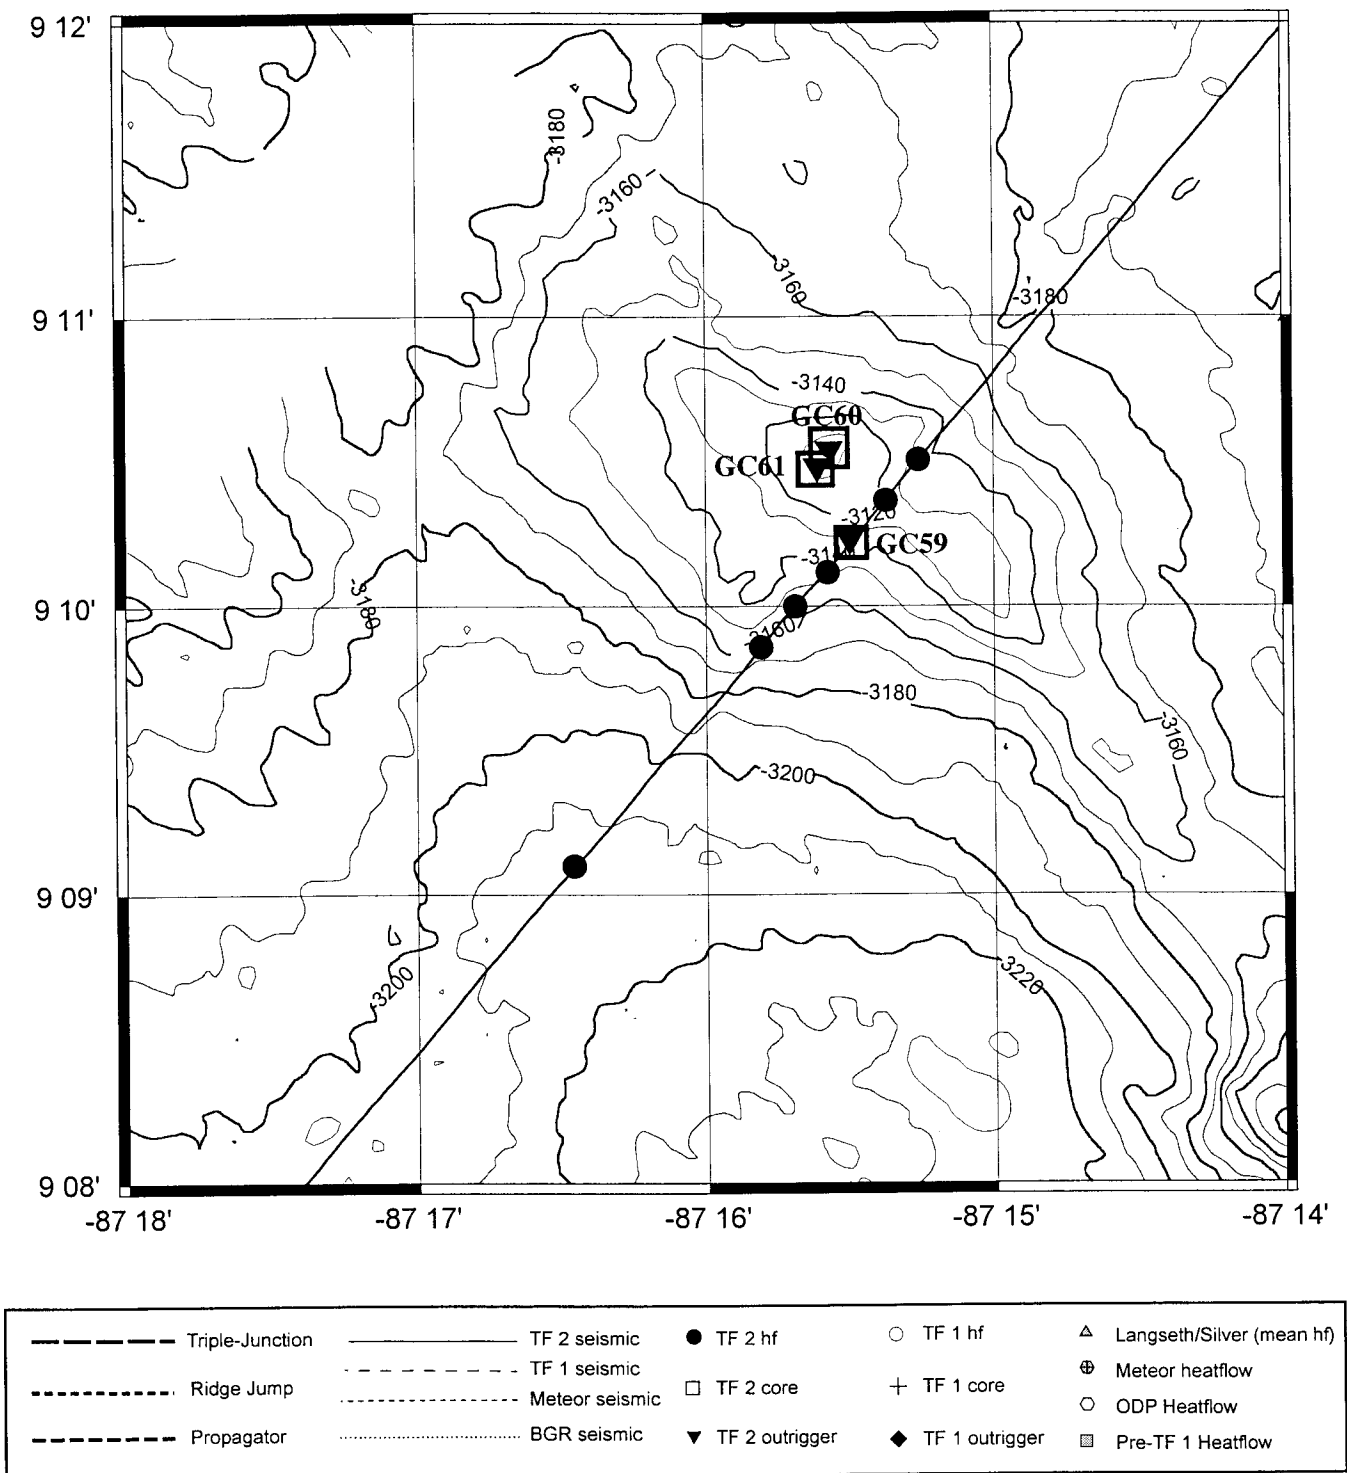 9 12'
-3180
-3160
-3160
-3180
9 11'
-3140
GC60
GC61
-3120
GC59
-3180
9 10'
-3160
-3180
-3160
-3200
9 09'
-3200
-3220
9 08'
-87 18' -87 17' -87 16' -87 15' -87 14'
Triple-Junction TF 2 seismic TF 2 hf TF 1 hf Langseth/Silver (mean hf)
TF 1 seismic Meteor heatflow
Ridge Jump Meteor seismic TF 2 core TF 1 core ODP Heatflow
Propagator BGR seismic TF 2 outrigger TF 1 outrigger Pre-TF 1 Heatflow